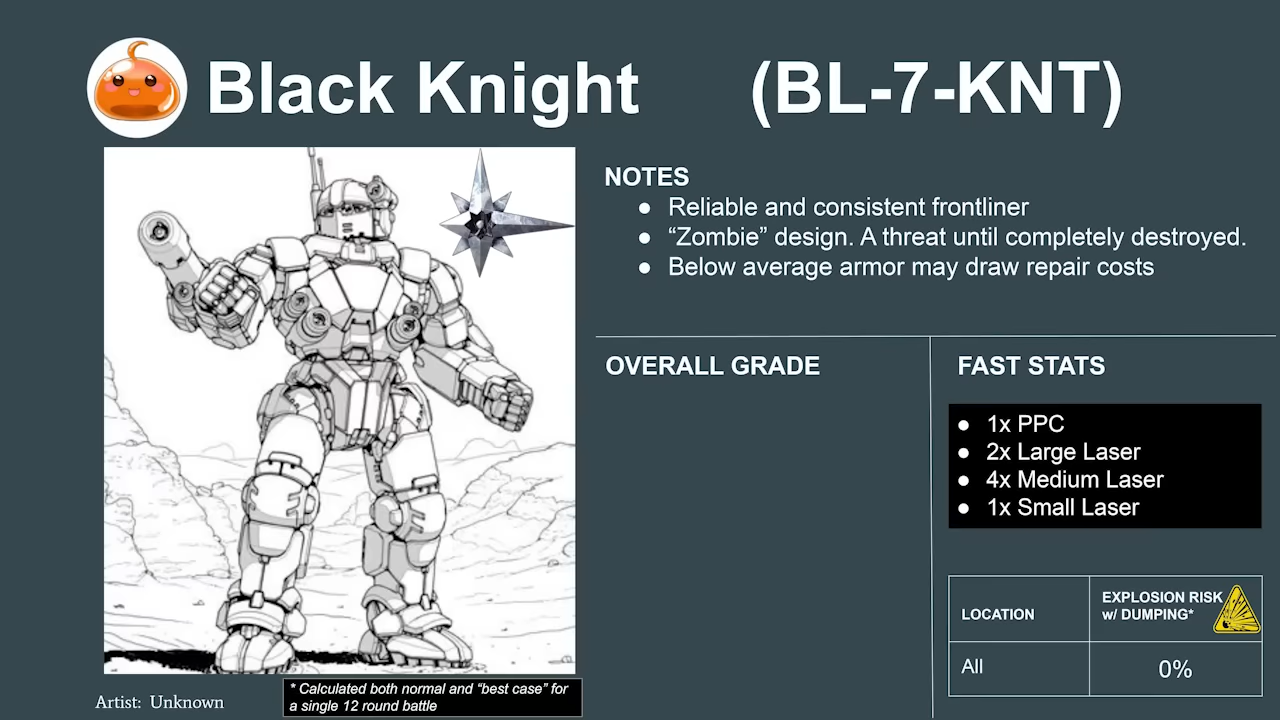 Black Knight (BL-7-KNT)
NOTES
● Reliable and consistent frontliner
● “Zombie” design. A threat until completely destroyed.
● Below average armor may draw repair costs
OVERALL GRADE
FAST STATS
● 1x PPC
● 2x Large Laser
● 4x Medium Laser
● 1x Small Laser
LOCATION
EXPLOSION RISK
w/ DUMPING*
All
0%
Artist: Unknown
* Calculated both normal and “best case” for
a single 12 round battle